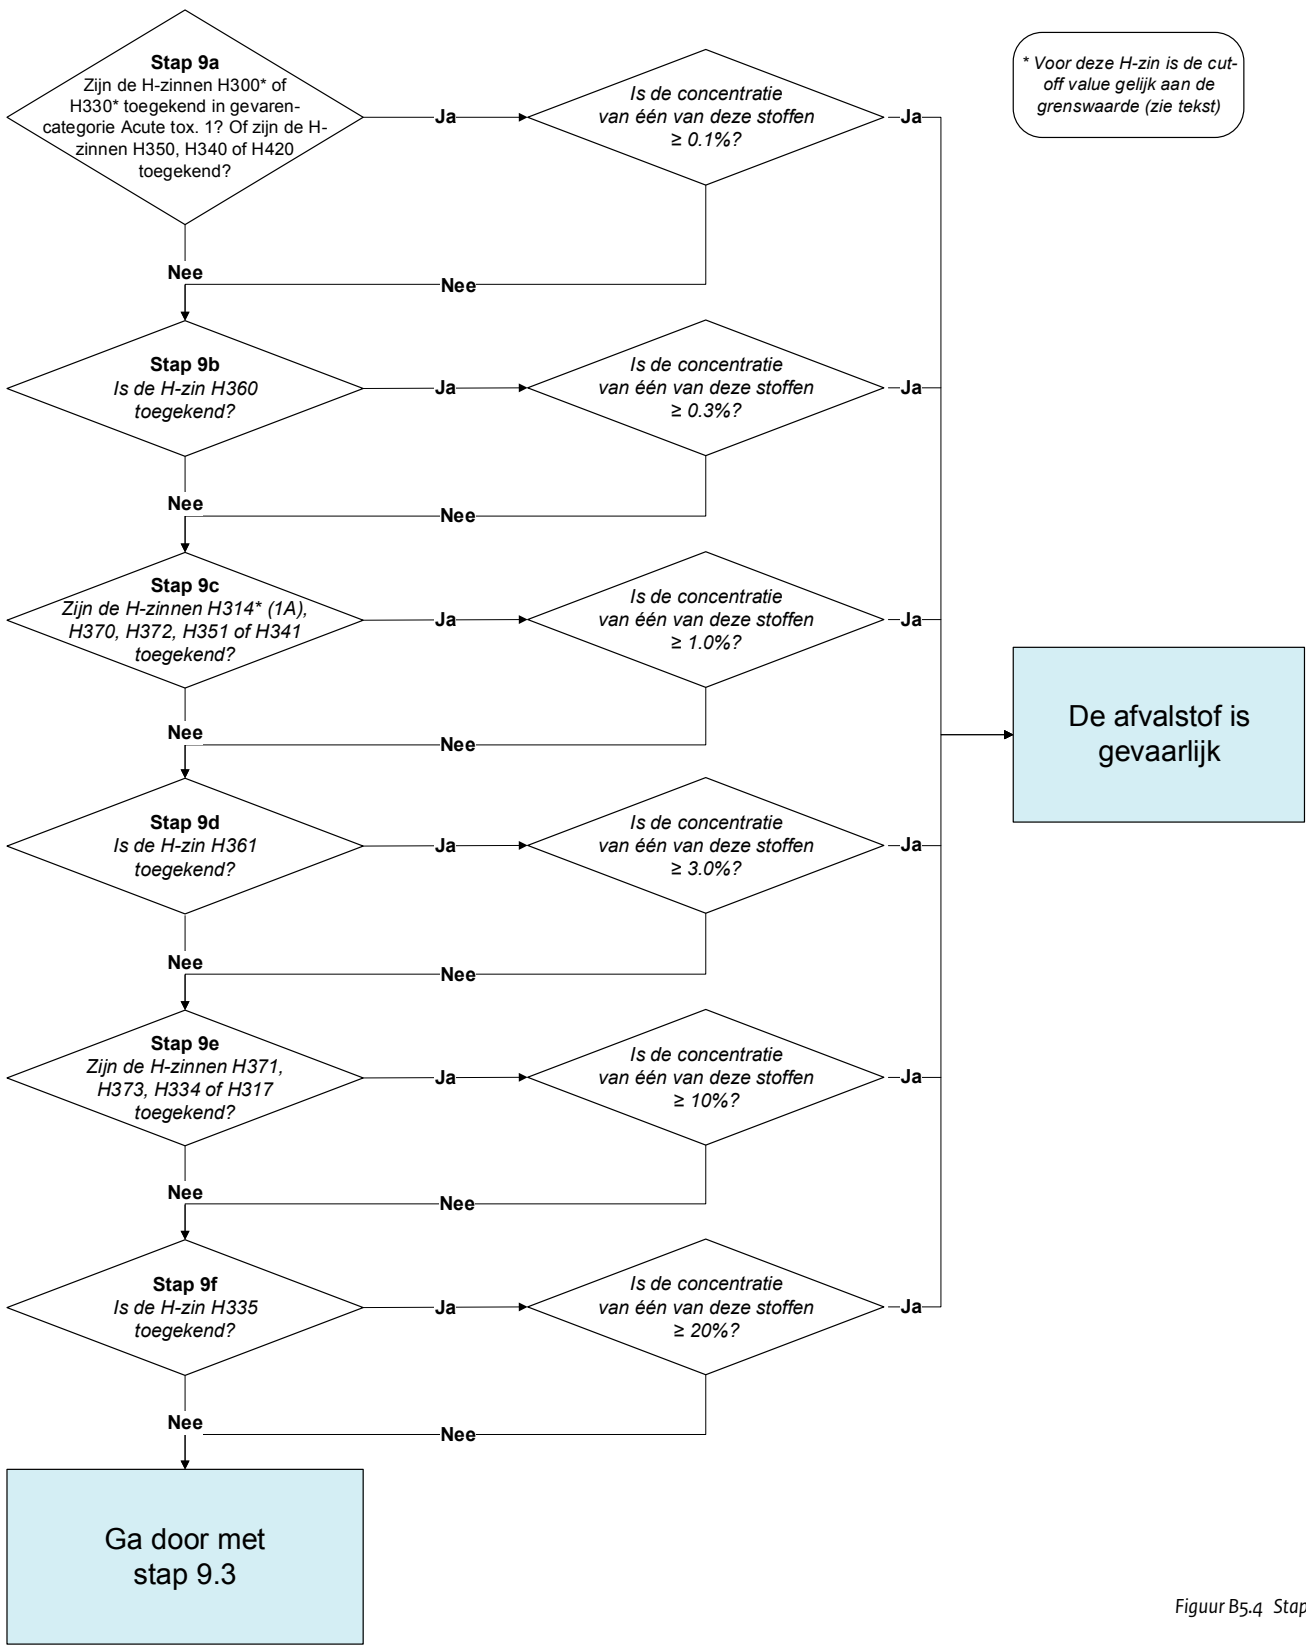 Stap 9a
Zijn de H-zinnen H300* of
H330* toegekend in gevaren-
categorie Acute tox. 1? Of zijn de H-
zinnen H350, H340 of H420
toegekend?
Ja
Is de concentratie
van één van deze stoffen
≥ 0.1%?
Ja
* Voor deze H-zin is de cut-
off value gelijk aan de
grenswaarde (zie tekst)
Nee
Nee
Stap 9b
Is de H-zin H360
toegekend?
Ja
Is de concentratie
van één van deze stoffen
≥ 0.3%?
Ja
Nee
Nee
Stap 9c
Zijn de H-zinnen H314* (1A),
H370, H372, H351 of H341
toegekend?
Ja
Is de concentratie
van één van deze stoffen
≥ 1.0%?
Ja
De afvalstof is
gevaarlijk
Nee
Nee
Stap 9d
Is de H-zin H361
toegekend?
Ja
Is de concentratie
van één van deze stoffen
≥ 3.0%?
Ja
Nee
Nee
Stap 9e
Zijn de H-zinnen H371,
H373, H334 of H317
toegekend?
Ja
Is de concentratie
van één van deze stoffen
≥ 10%?
Ja
Nee
Nee
Stap 9f
Is de H-zin H335
toegekend?
Ja
Is de concentratie
van één van deze stoffen
≥ 20%?
Ja
Nee
Nee
Ga door met
stap 9.3
Figuur B5.4 Stap